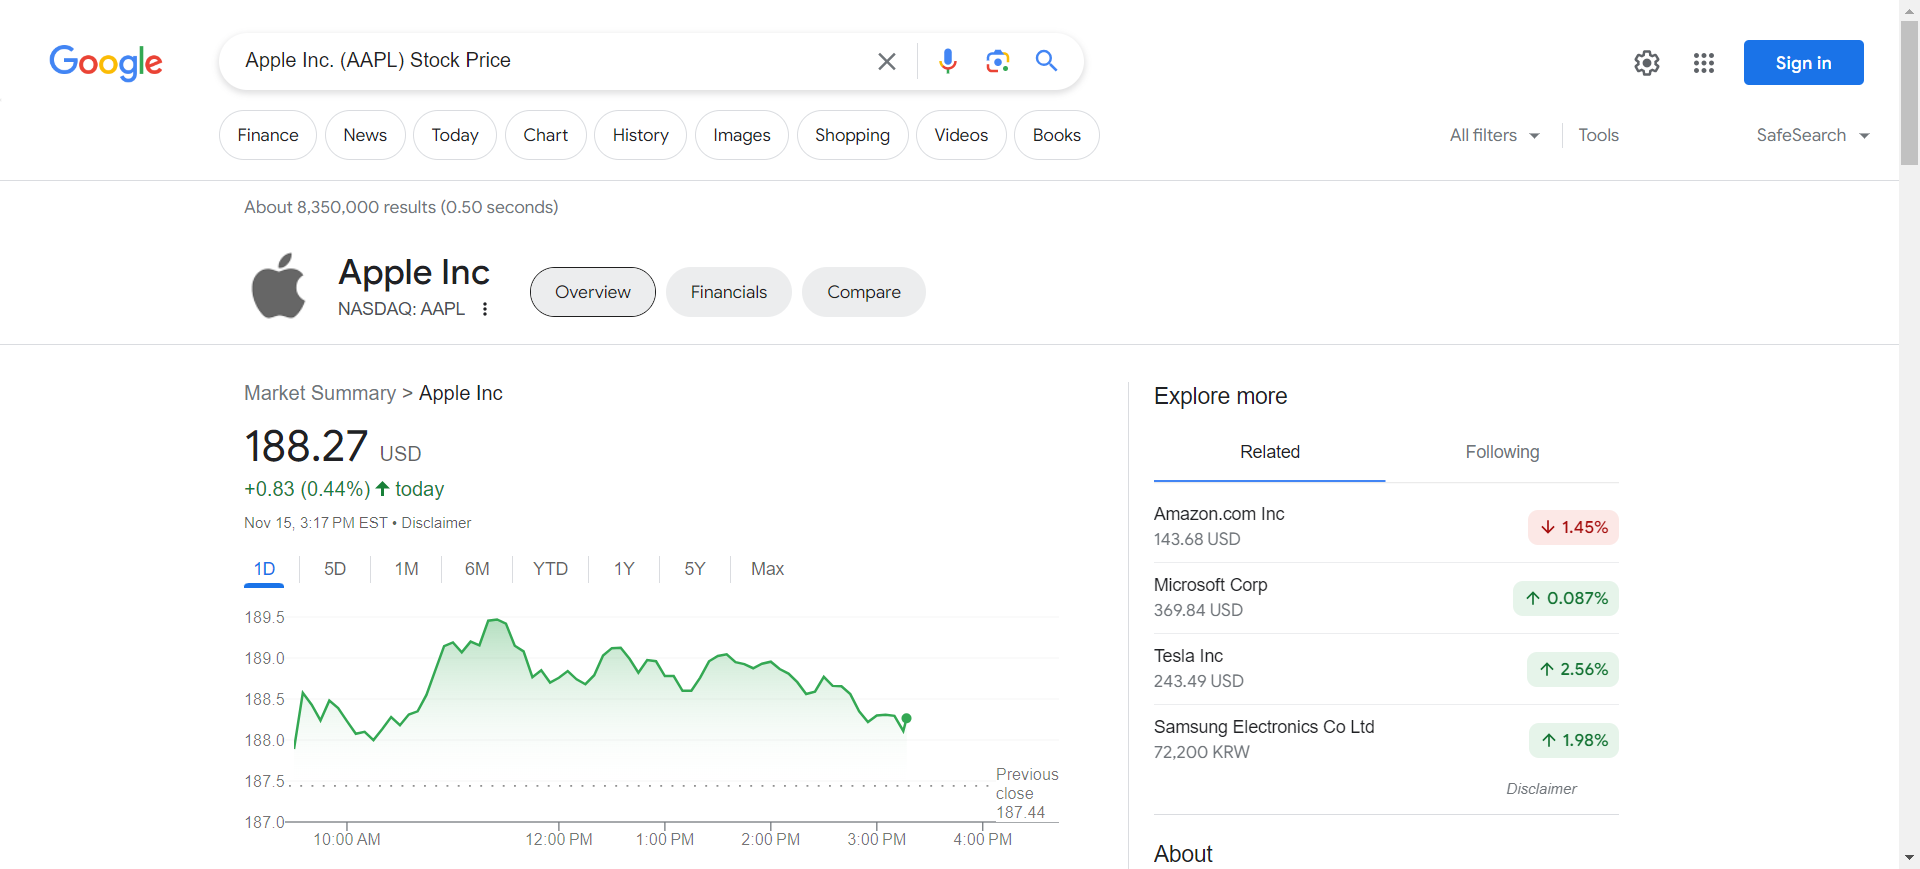 Google
Apple Inc. (AAPL) Stock Price
Sign in
Finance
News
Today
Chart
History
Images
Shopping
Videos
Books
All filters
Tools
SafeSearch
About 8,350,000 results (0.50 seconds)
Apple Inc
NASDAQ: AAPL
Overview
Financials
Compare
Market Summary > Apple Inc
188.27 USD
+0.83 (0.44%) today
Nov 15, 3:17 PM EST • Disclaimer
1D
5D
1M
6M
YTD
1Y
5Y
Max
189.5
189.0
188.5
188.0
187.5
187.0
Previous
close
187.44
10:00 AM
12:00 PM
1:00 PM
2:00 PM
3:00 PM
4:00 PM
Explore more
Related
Following
Amazon.com Inc
143.68 USD
1.45%
Microsoft Corp
369.84 USD
0.087%
Tesla Inc
243.49 USD
2.56%
Samsung Electronics Co Ltd
72,200 KRW
1.98%
Disclaimer
About